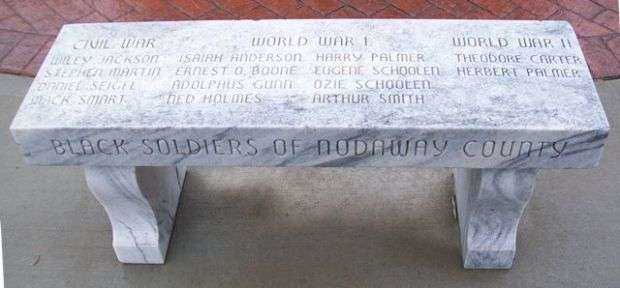 CIVIL WAR WORLD WAR I WORLD WAR II
WILEY JACKSON ISAIAH ANDERSON HARRY PALMER THEODORE CARTER
STEPHEN MARTIN ERNEST O. BOONE EUGENE SCHOOLEN HERBERT PALMER
DANIEL SEIGEL ADOLPHUS GUNN OZIE SCHOOLEN
JACK SMART NED HOLMES ARTHUR SMITH
BLACK SOLDIERS OF NODAWAY COUNTY